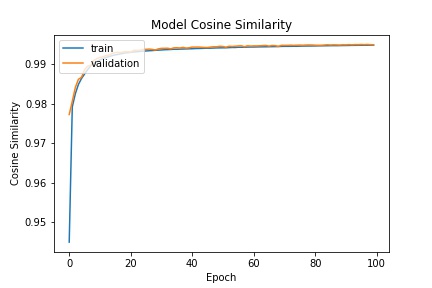 Model Cosine Similarity
train
validation
0.99
0.98
0.97
0.96
0.95
Cosine Similarity
0 20 40 60 80 100
Epoch